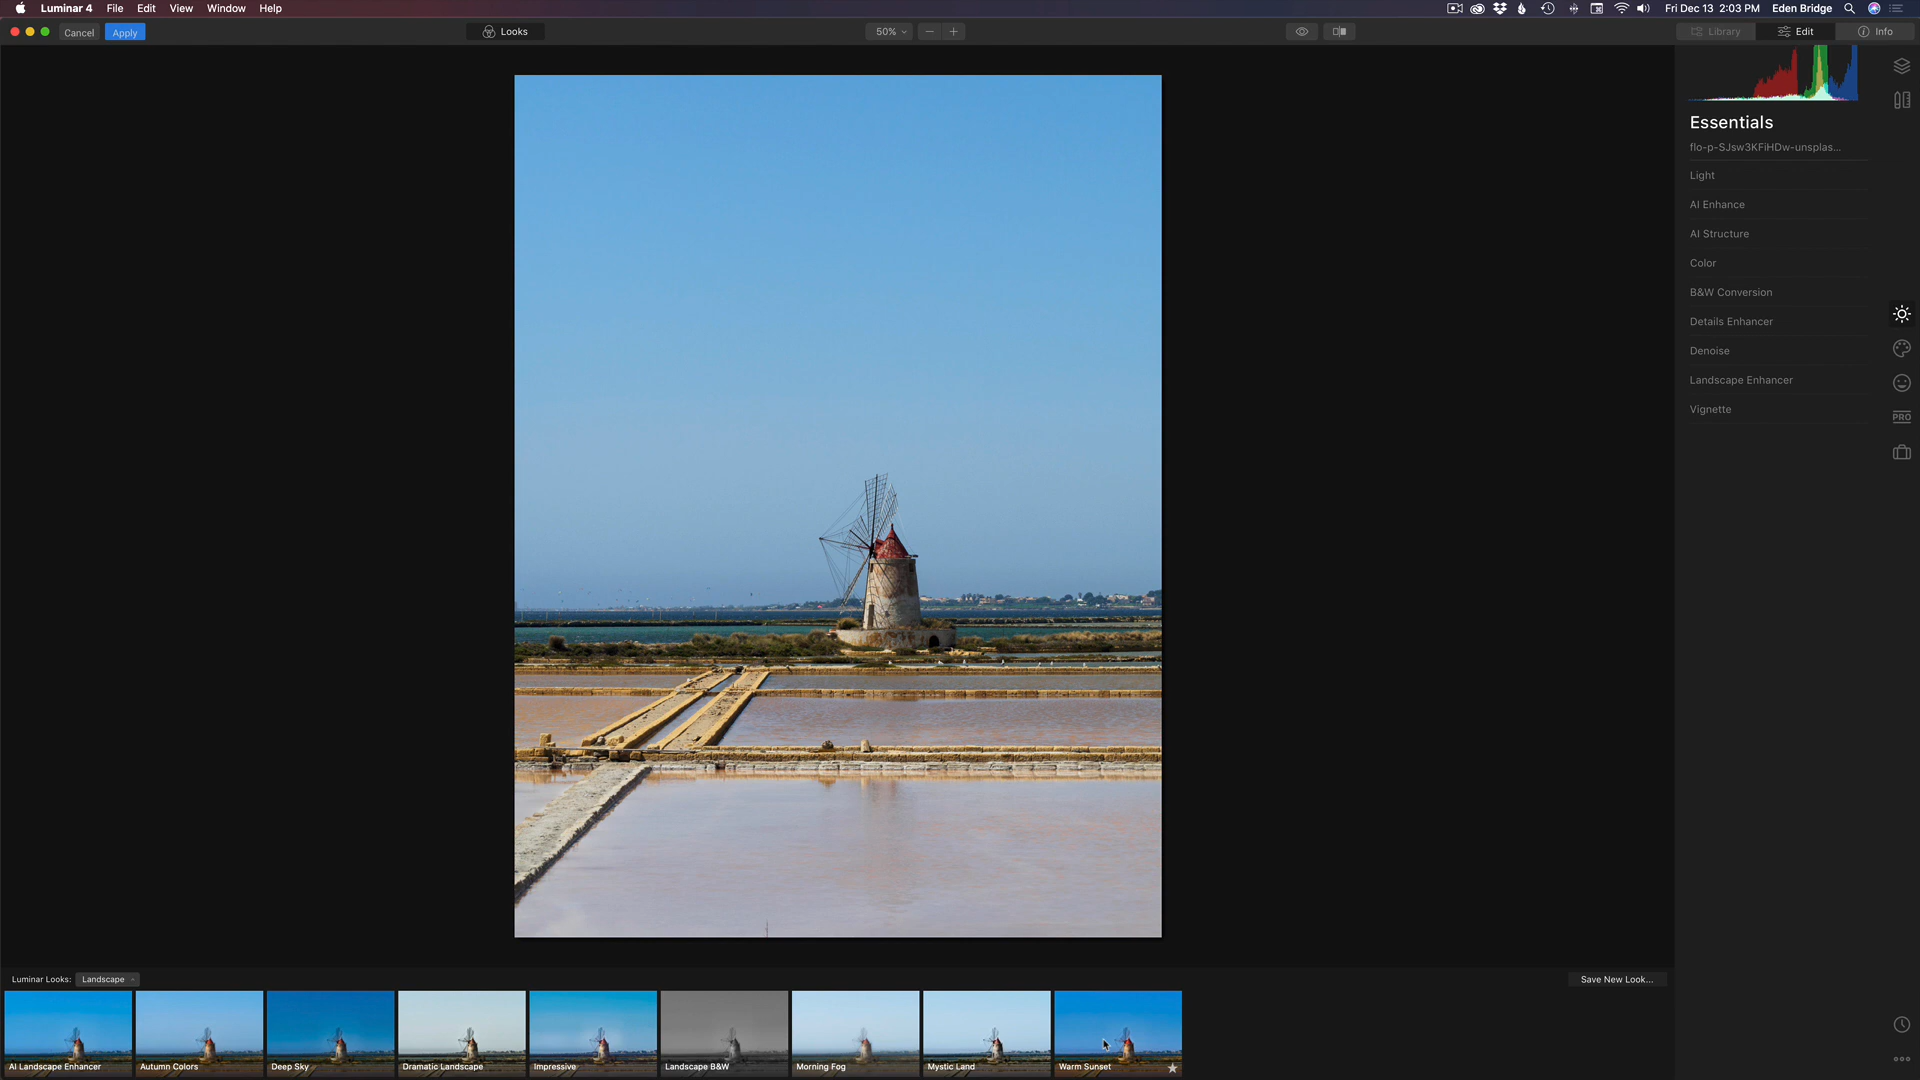 Luminar 4 File Edit View Window Help
Fri Dec 13 2:03 PM Eden Bridge
Cancel Apply
Looks
50%
Library Edit Info
Essentials
flo-p-SJsw3KFiHDw-unsplas...
Light
AI Enhance
AI Structure
Color
B&W Conversion
Details Enhancer
Denoise
Landscape Enhancer
Vignette
PRO
Luminar Looks: Landscape
Save New Look...
AI Landscape Enhancer
Autumn Colors
Deep Sky
Dramatic Landscape
Impressive
Landscape B&W
Morning Fog
Mystic Land
Warm Sunset